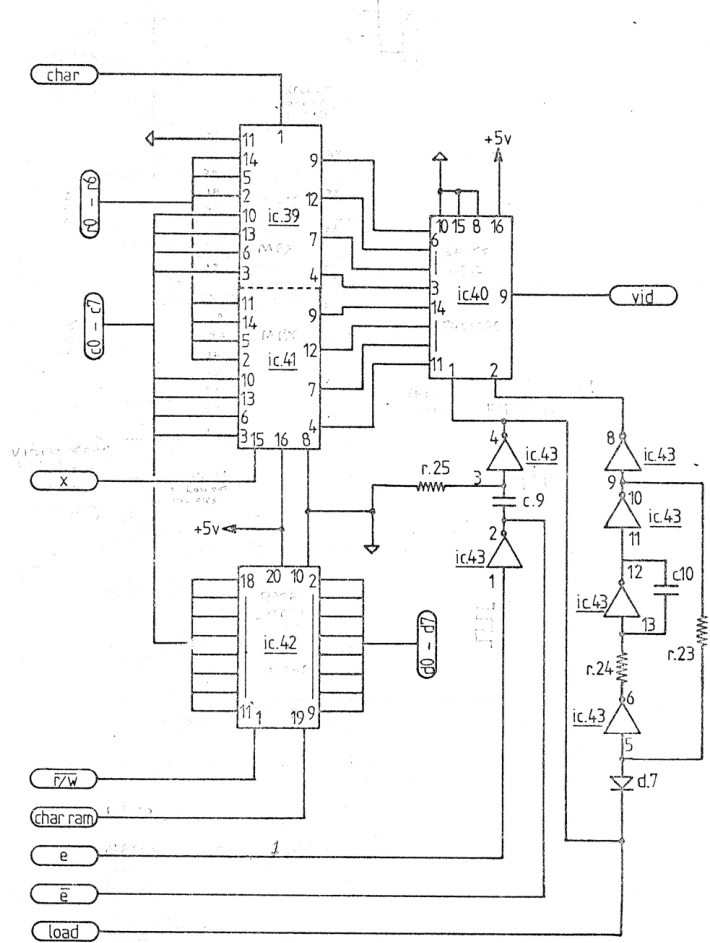 char
1
11
14
5
2
10
13
6
3
9
12
7
4
ic.39
r0 - r6
c0 - c7
+5v
10 15 8 16
6
3
14
11
ic.40
9
vid
1 2
11
14
5
2
10
13
6
3
9
12
7
4
ic.41
15 16 8
x
+5v
r.25
3
4
ic.43
c.9
2
ic.43
1
8
ic.43
9
10
ic.43
11
12
c10
ic.43
13
r.23
r.24
6
ic.43
5
d.7
20 10
18 2
ic.42
11 1 19 9
d0 - d7
r/w
char ram
e
1
e
load